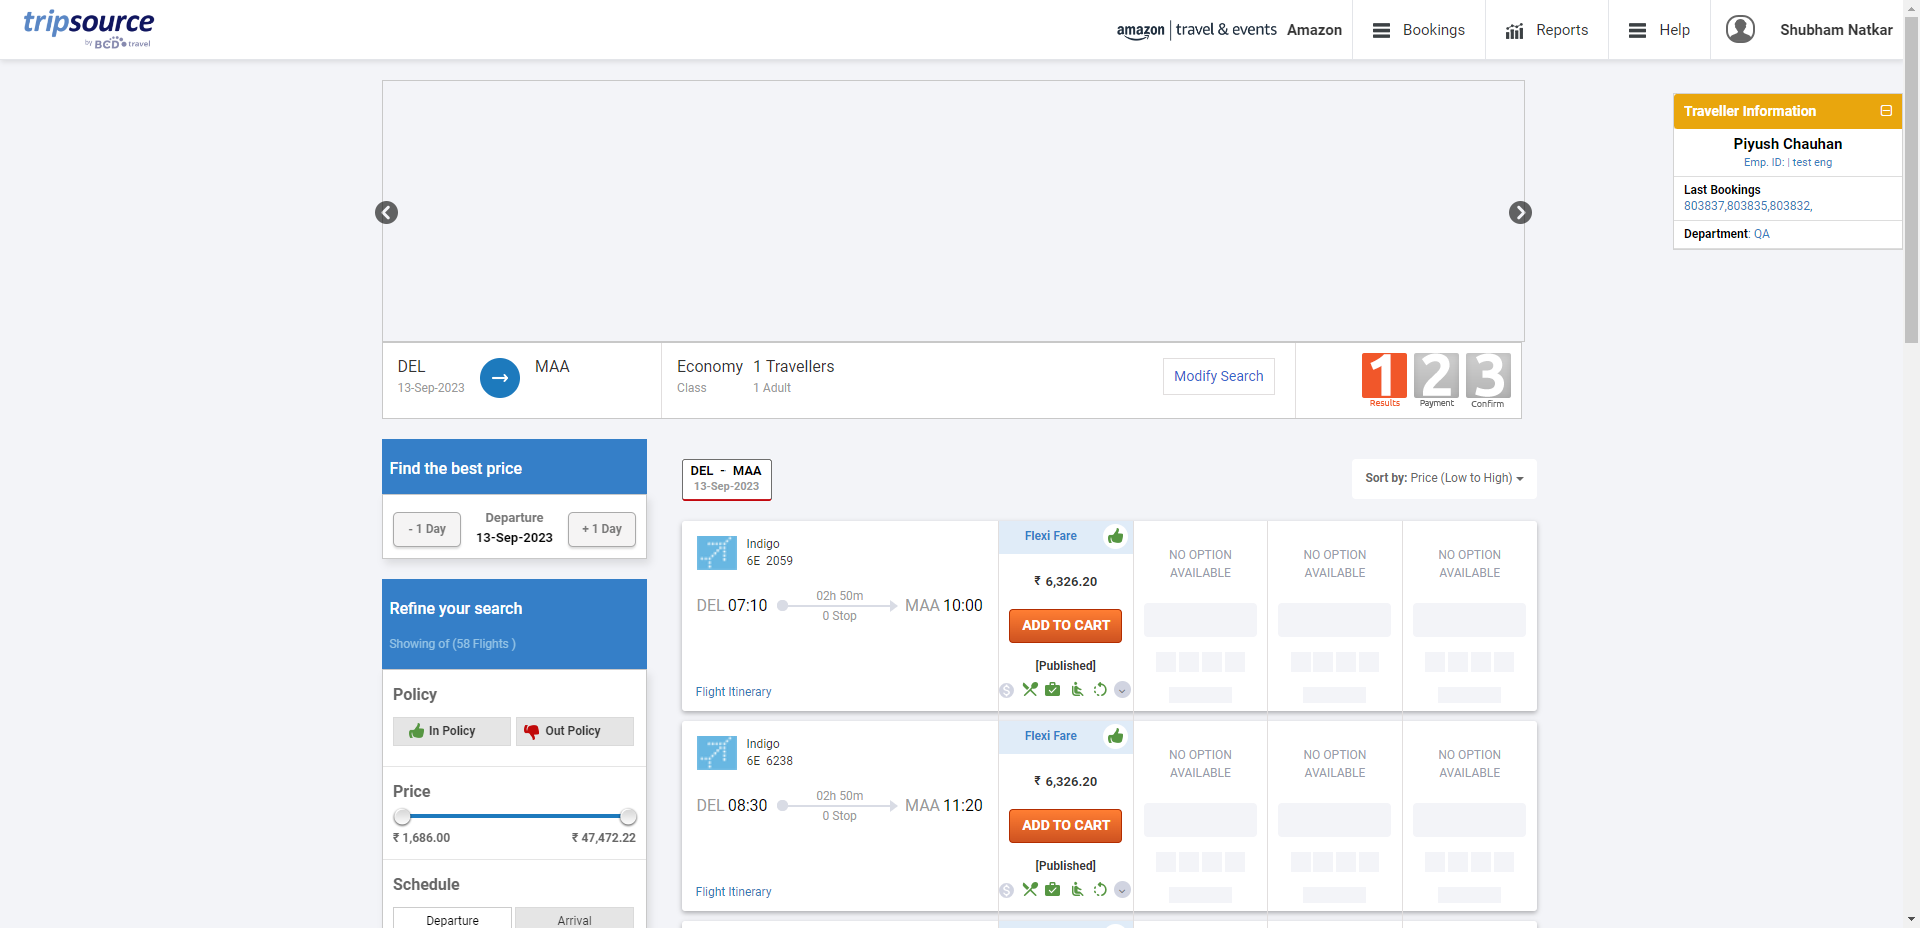 tripsource
by BCD travel
amazon | travel & events Amazon
Bookings
Reports
Help
Shubham Natkar
Traveller Information
Piyush Chauhan
Emp. ID: | test eng
Last Bookings
803837,803835,803832,
Department: QA
DEL
13-Sep-2023
MAA
Economy
Class
1 Travellers
1 Adult
Modify Search
1
Results
2
Payment
3
Confirm
Find the best price
- 1 Day
Departure
13-Sep-2023
+ 1 Day
Refine your search
Showing of (58 Flights )
Policy
In Policy
Out Policy
Price
₹ 1,686.00
₹ 47,472.22
Schedule
Departure
Arrival
DEL - MAA
13-Sep-2023
Sort by: Price (Low to High)
Indigo
6E 2059
DEL 07:10
02h 50m
0 Stop
MAA 10:00
Flight Itinerary
Flexi Fare
₹ 6,326.20
ADD TO CART
[Published]
NO OPTION
AVAILABLE
NO OPTION
AVAILABLE
NO OPTION
AVAILABLE
Indigo
6E 6238
DEL 08:30
02h 50m
0 Stop
MAA 11:20
Flight Itinerary
Flexi Fare
₹ 6,326.20
ADD TO CART
[Published]
NO OPTION
AVAILABLE
NO OPTION
AVAILABLE
NO OPTION
AVAILABLE